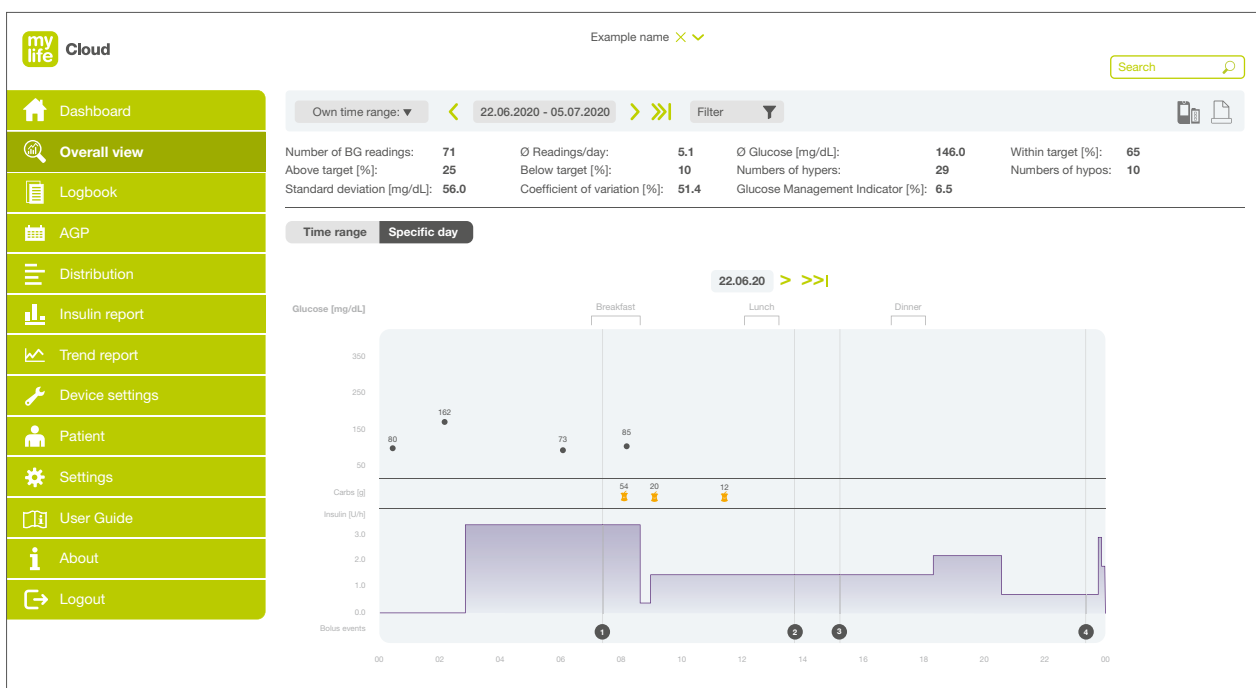 my
life
Cloud
Example name
Search
Dashboard
Overall view
Logbook
AGP
Distribution
Insulin report
Trend report
Device settings
Patient
Settings
User Guide
About
Logout
Own time range: ▼ 22.06.2020 - 05.07.2020 Filter
Number of BG readings: 71 Ø Readings/day: 5.1 Ø Glucose [mg/dL]: 146.0 Within target [%]: 65
Above target [%]: 25 Below target [%]: 10 Numbers of hypers: 29 Numbers of hypos: 10
Standard deviation [mg/dL]: 56.0 Coefficient of variation [%]: 51.4 Glucose Management Indicator [%]: 6.5
Time range Specific day
22.06.20 > >>|
Glucose [mg/dL] Breakfast Lunch Dinner
350
250
162
150
80 73 85
50
54 20 12
Carbs [g]
Insulin [U/h]
3.0
2.0
1.0
0.0
Bolus events 1 2 3 4
00 02 04 06 08 10 12 14 16 18 20 22 00